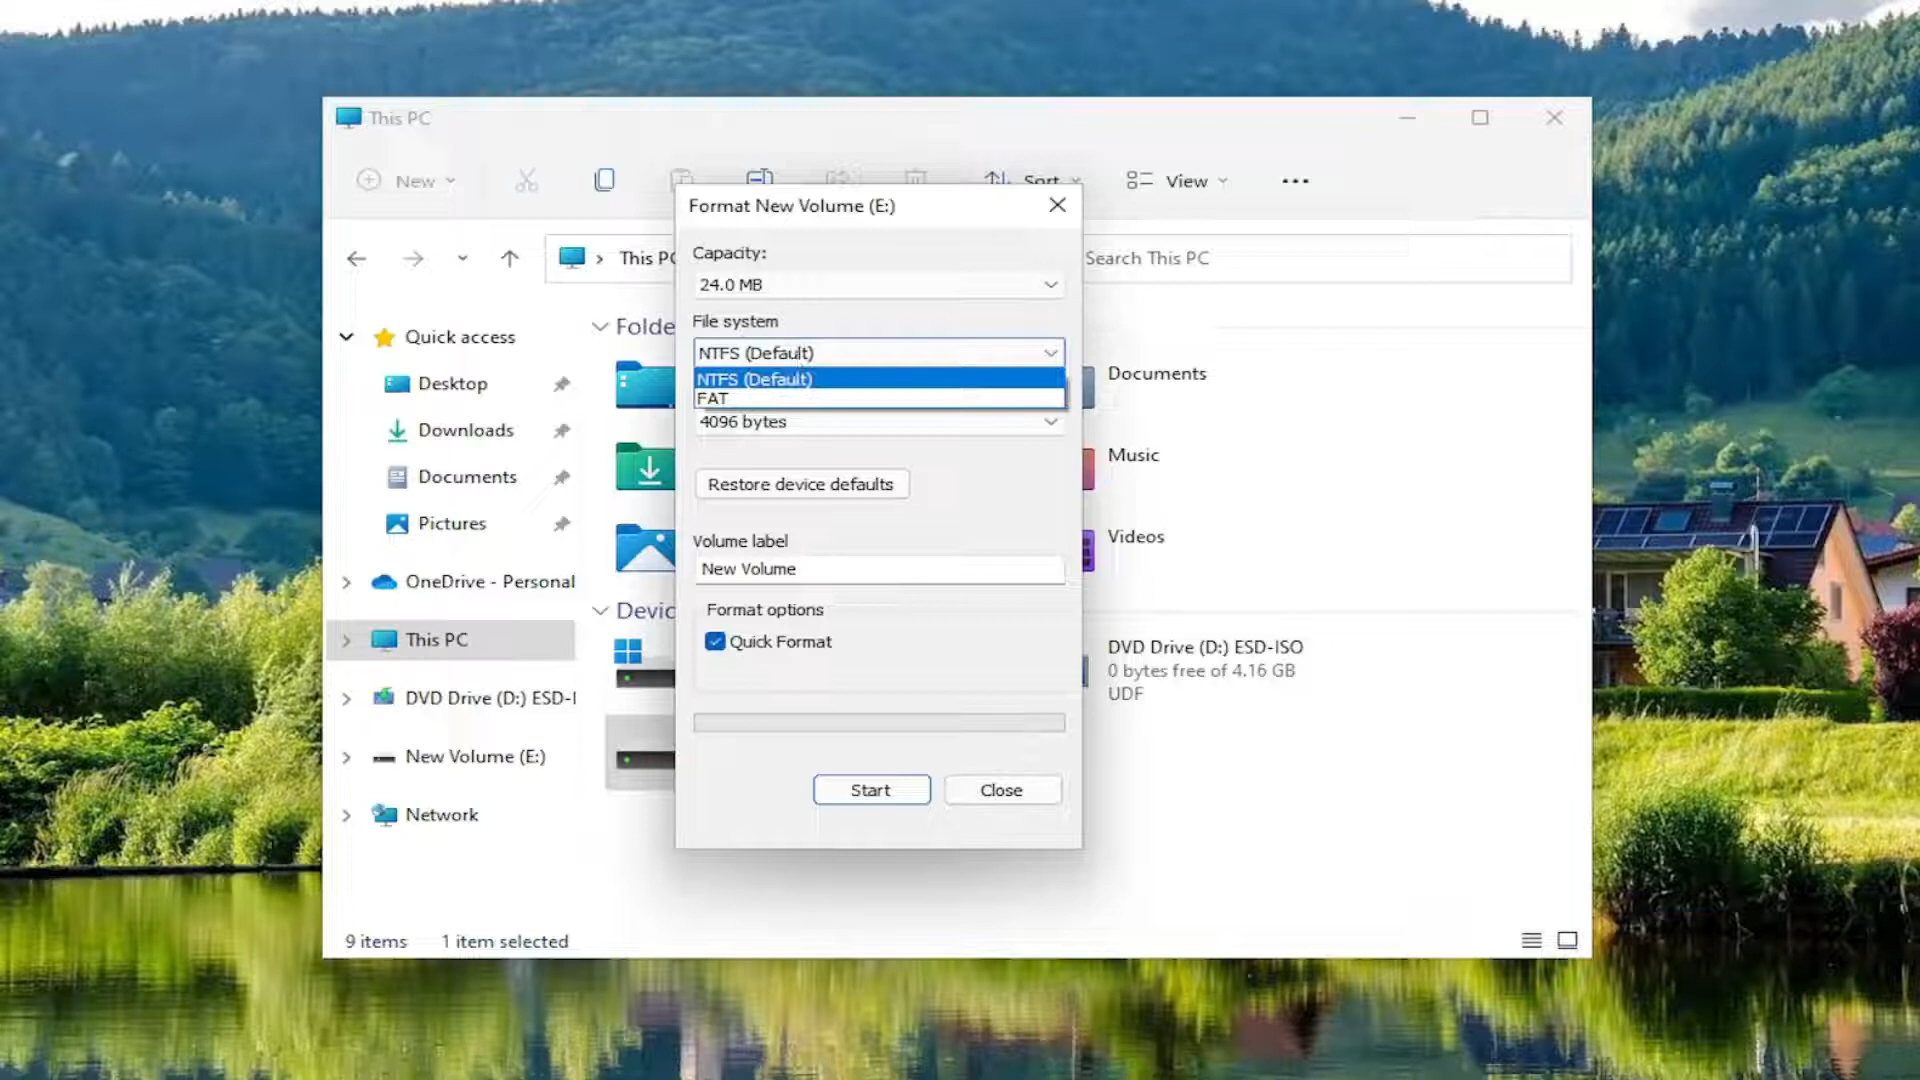 This PC
New
Sort
View
Format New Volume (E:)
This PC
Search This PC
Capacity:
24.0 MB
File system
NTFS (Default)
NTFS (Default)
FAT
4096 bytes
Restore device defaults
Volume label
New Volume
Format options
Quick Format
Start
Close
Quick access
Desktop
Downloads
Documents
Pictures
OneDrive - Personal
This PC
DVD Drive (D:) ESD-I
New Volume (E:)
Network
Folde
Documents
Music
Videos
Devic
DVD Drive (D:) ESD-ISO
0 bytes free of 4.16 GB
UDF
9 items
1 item selected